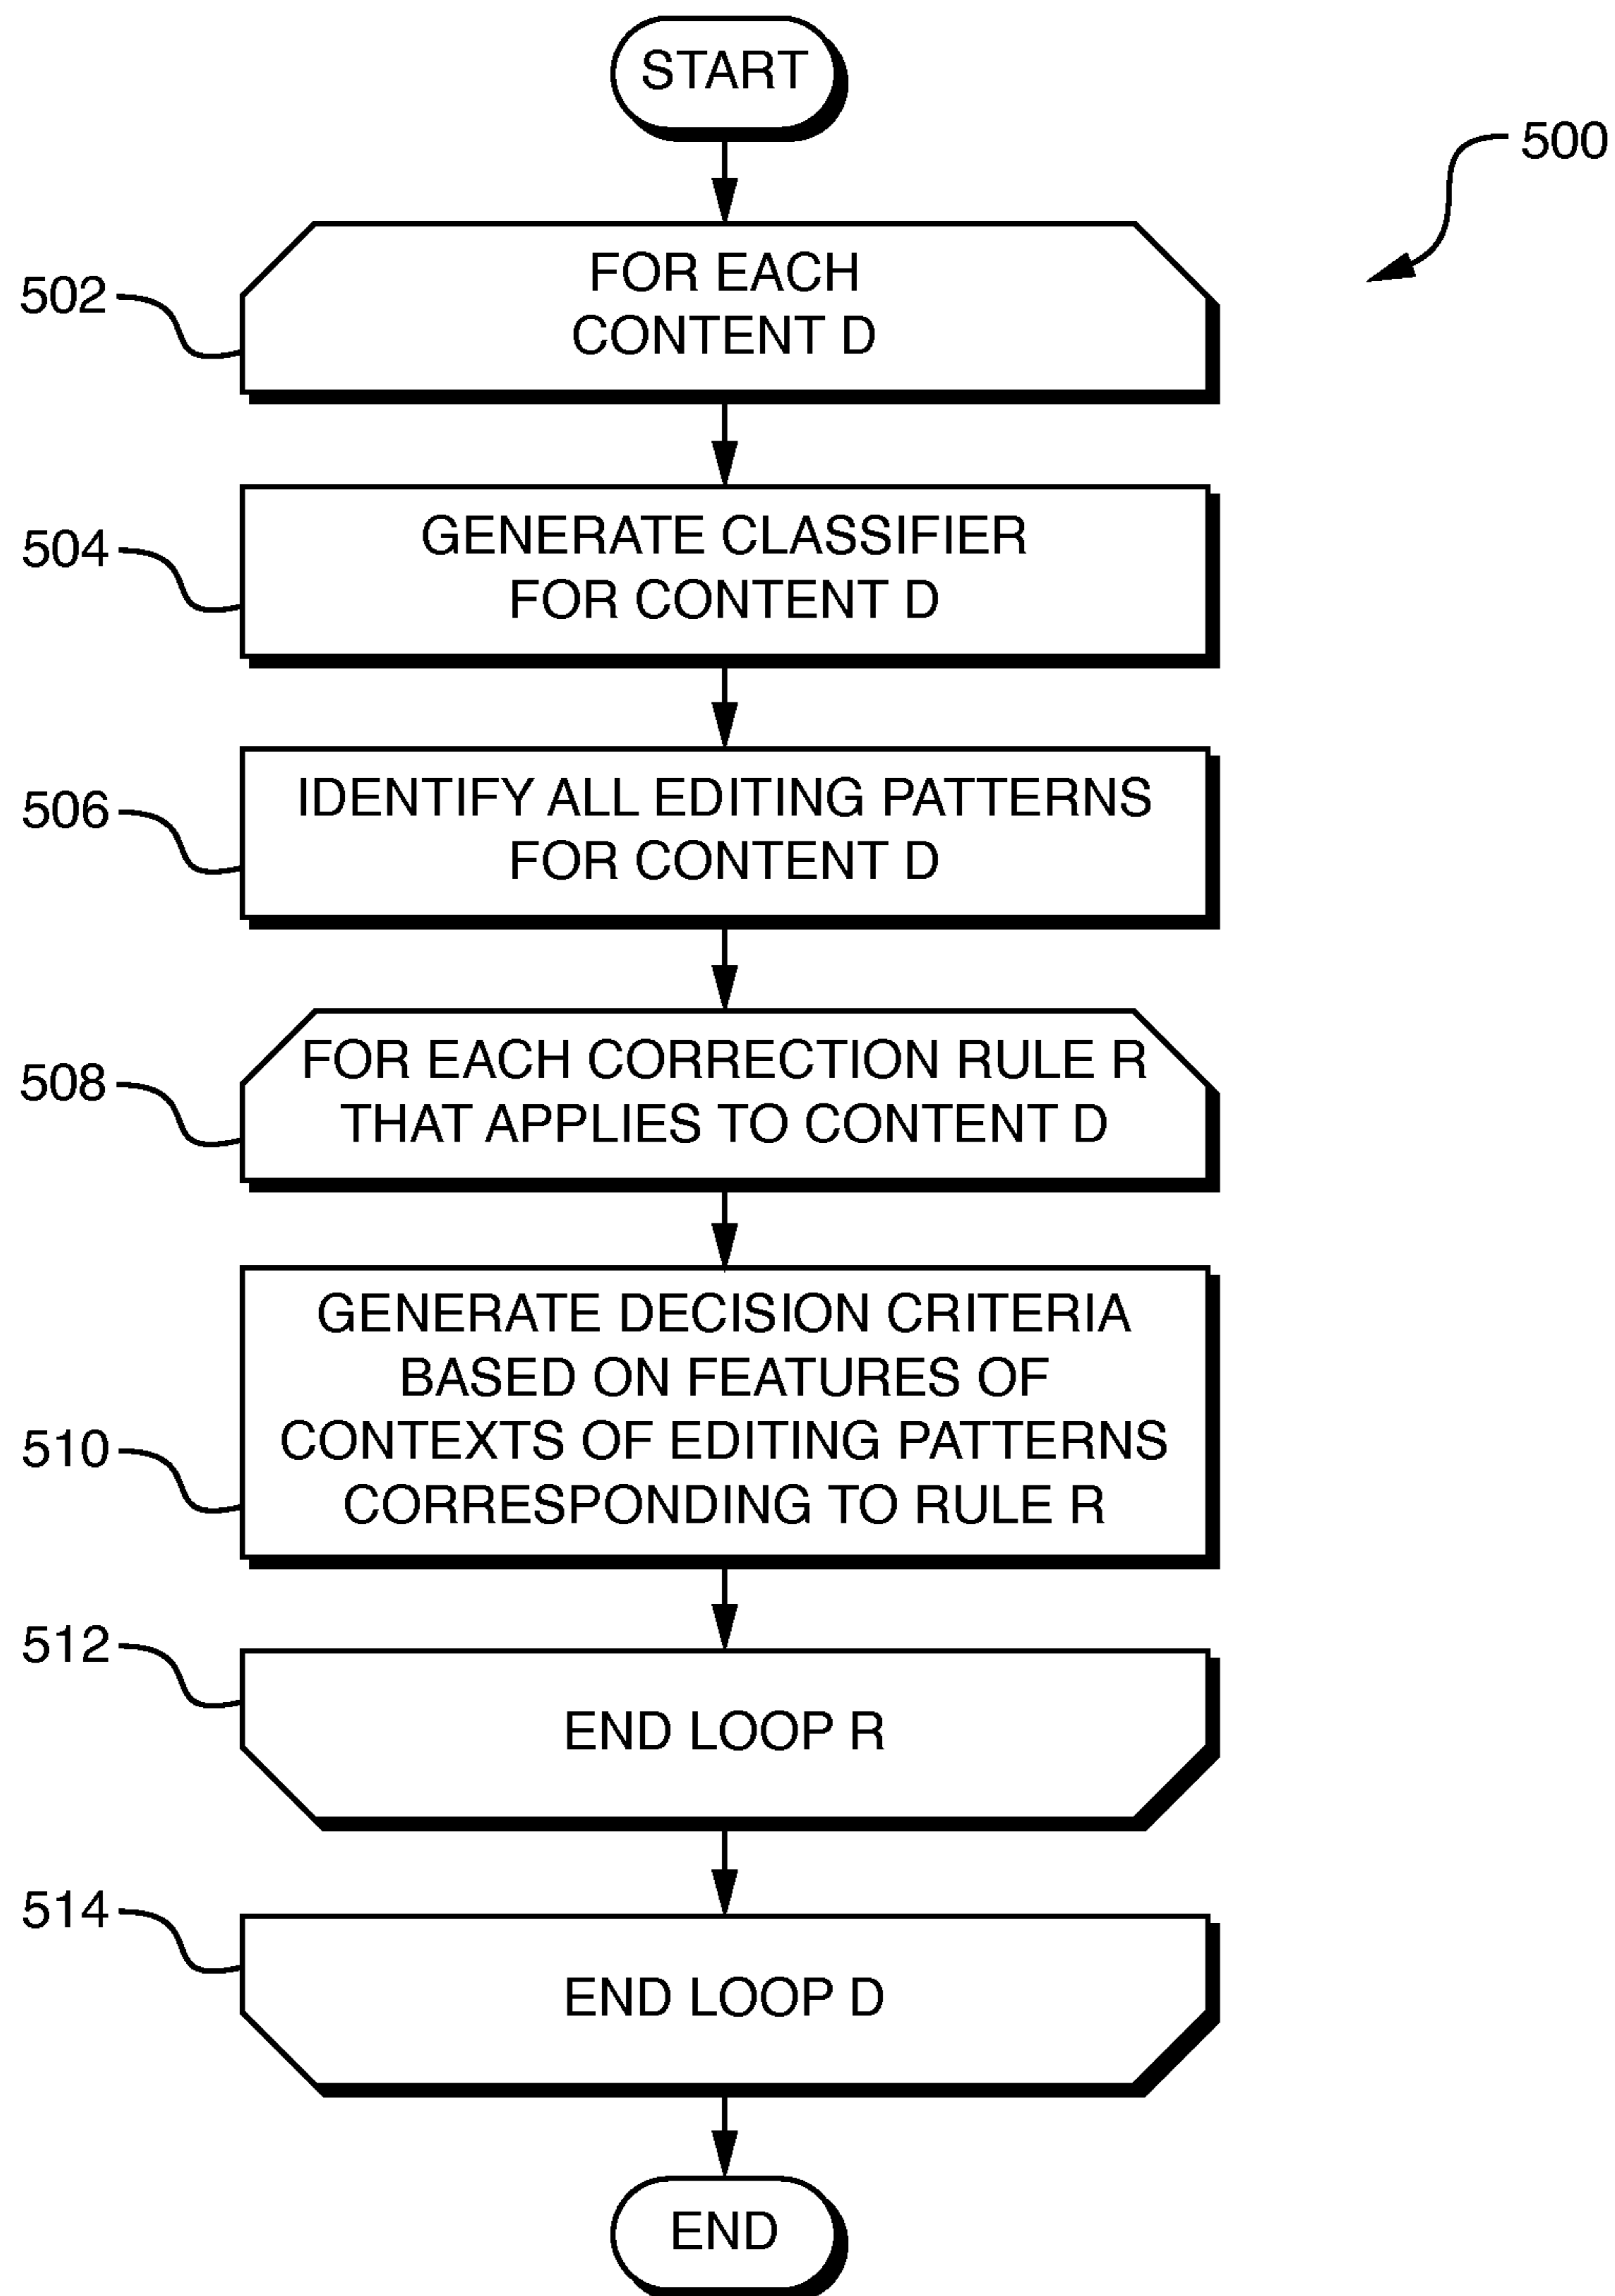 START
500
502
FOR EACH
CONTENT D
504
GENERATE CLASSIFIER
FOR CONTENT D
506
IDENTIFY ALL EDITING PATTERNS
FOR CONTENT D
508
FOR EACH CORRECTION RULE R
THAT APPLIES TO CONTENT D
510
GENERATE DECISION CRITERIA
BASED ON FEATURES OF
CONTEXTS OF EDITING PATTERNS
CORRESPONDING TO RULE R
512
END LOOP R
514
END LOOP D
END